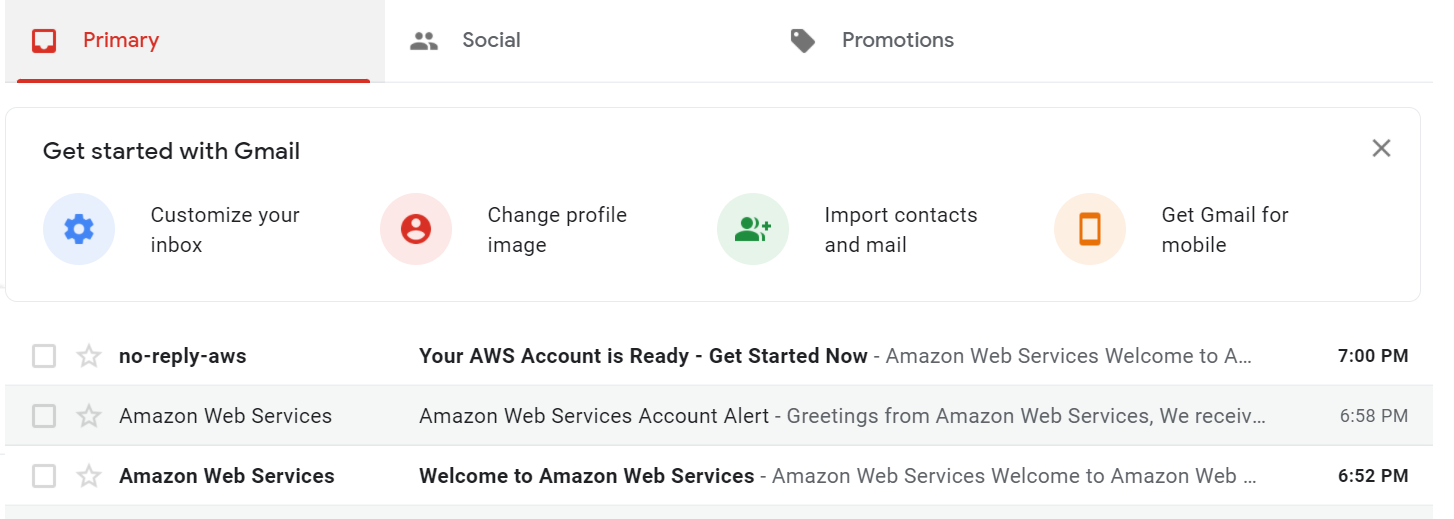 Primary Social Promotions
Get started with Gmail
Customize your inbox
Change profile image
Import contacts and mail
Get Gmail for mobile
no-reply-aws Your AWS Account is Ready - Get Started Now - Amazon Web Services Welcome to A... 7:00 PM
Amazon Web Services Amazon Web Services Account Alert - Greetings from Amazon Web Services, We receiv... 6:58 PM
Amazon Web Services Welcome to Amazon Web Services - Amazon Web Services Welcome to Amazon Web ... 6:52 PM